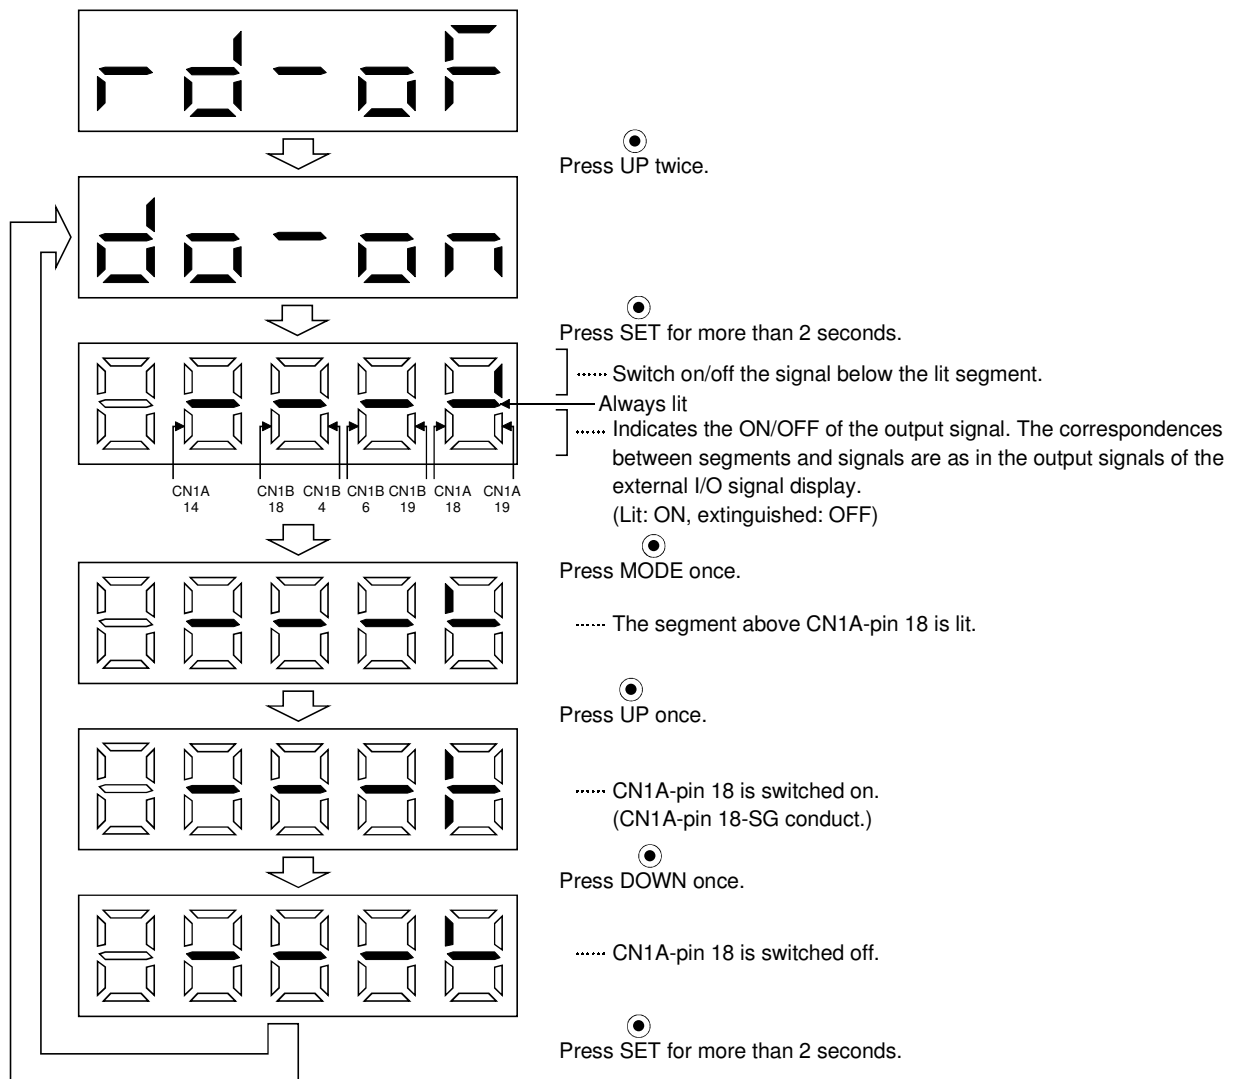 rd-oF
Press UP twice.
do-on
Press SET for more than 2 seconds.
Switch on/off the signal below the lit segment.
Always lit
Indicates the ON/OFF of the output signal. The correspondences
between segments and signals are as in the output signals of the
external I/O signal display.
(Lit: ON, extinguished: OFF)
CN1A CN1B CN1B CN1B CN1B CN1A CN1A
14 18 4 6 19 18 19
Press MODE once.
The segment above CN1A-pin 18 is lit.
Press UP once.
CN1A-pin 18 is switched on.
(CN1A-pin 18-SG conduct.)
Press DOWN once.
CN1A-pin 18 is switched off.
Press SET for more than 2 seconds.